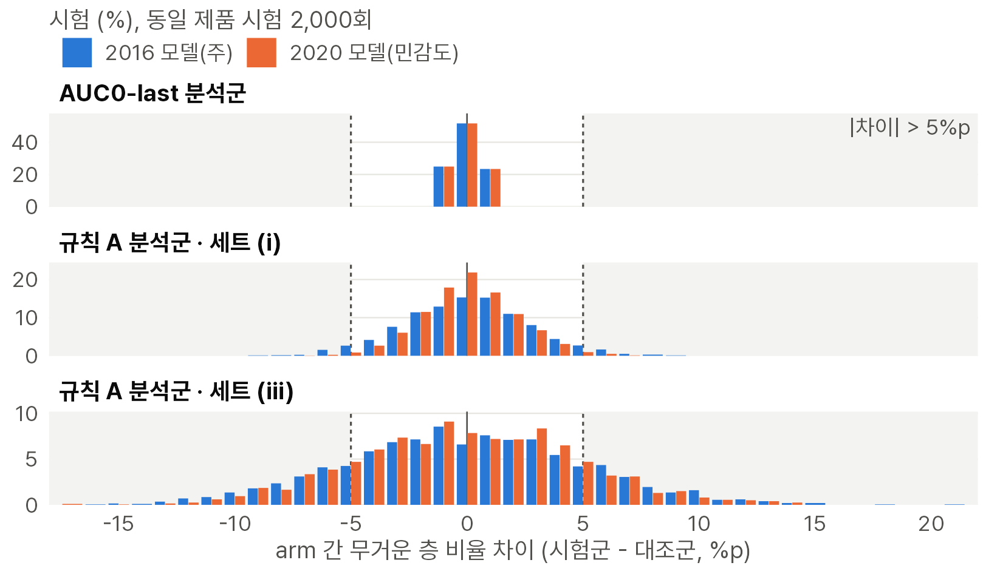 시험 (%), 동일 제품 시험 2,000회
2016 모델(주) 2020 모델(민감도)
AUC0-last 분석군
|차이| > 5%p
40
20
0
규칙 A 분석군 · 세트 (i)
20
10
0
규칙 A 분석군 · 세트 (iii)
10
5
0
-15 -10 -5 0 5 10 15 20
arm 간 무거운 층 비율 차이 (시험군 - 대조군, %p)